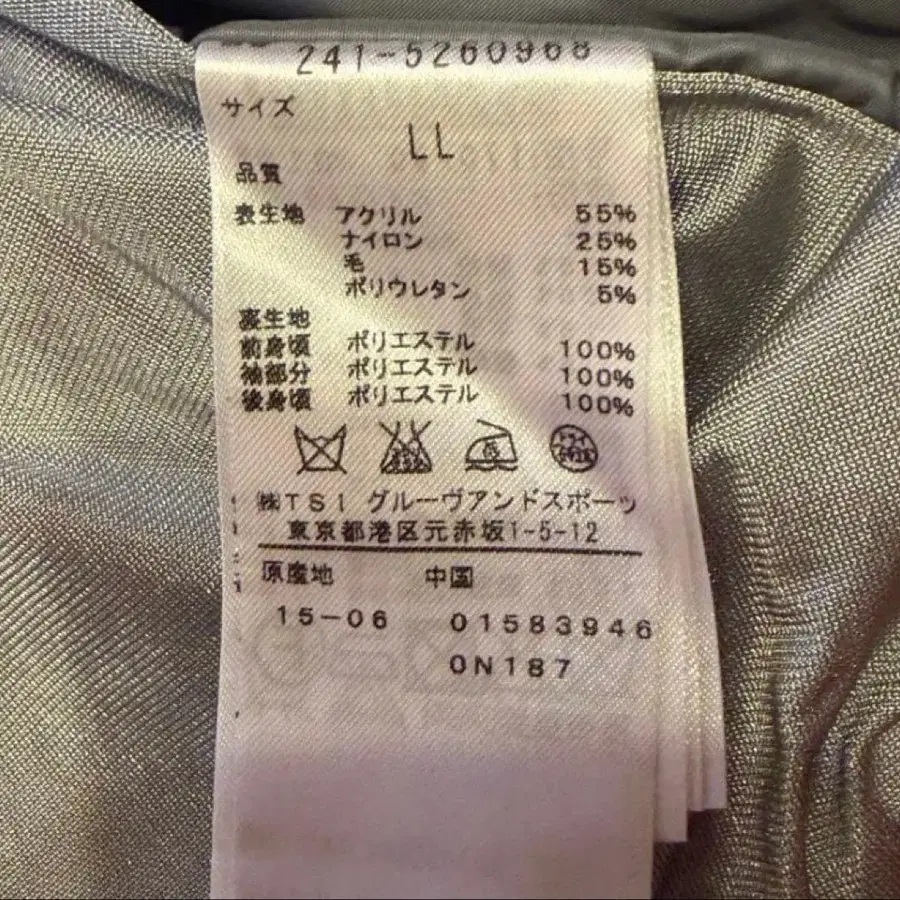 241-5260968
サイズ
LL
品質
表生地 アクリル 55%
ナイロン 25%
毛 15%
ポリウレタン 5%
裏生地
前身頃 ポリエステル 100%
袖部分 ポリエステル 100%
後身頃 ポリエステル 100%
ドライ
㈱TSI グルーヴアンドスポーツ
東京都港区元赤坂1-5-12
原産地 中国
15-06 01583946
0N187